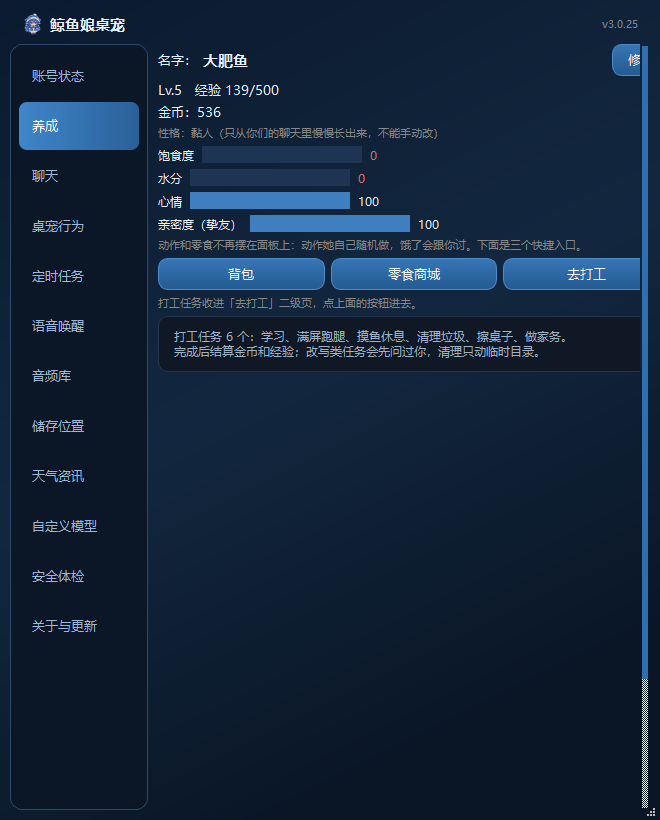 鲸鱼娘桌宠
v3.0.25
账号状态
养成
聊天
桌宠行为
定时任务
语音唤醒
音频库
储存位置
天气资讯
自定义模型
安全体检
关于与更新
名字： 大肥鱼
修
Lv.5 经验 139/500
金币：536
性格：黏人（只从你们的聊天里慢慢长出来，不能手动改）
饱食度 0
水分 0
心情 100
亲密度（挚友） 100
动作和零食不再摆在面板上：动作她自己随机做，饿了会跟你讨。下面是三个快捷入口。
背包 零食商城 去打工
打工任务收进「去打工」二级页，点上面的按钮进去。
打工任务 6 个：学习、满屏跑腿、摸鱼休息、清理垃圾、擦桌子、做家务。
完成后结算金币和经验；改写类任务会先问过你，清理只动临时目录。